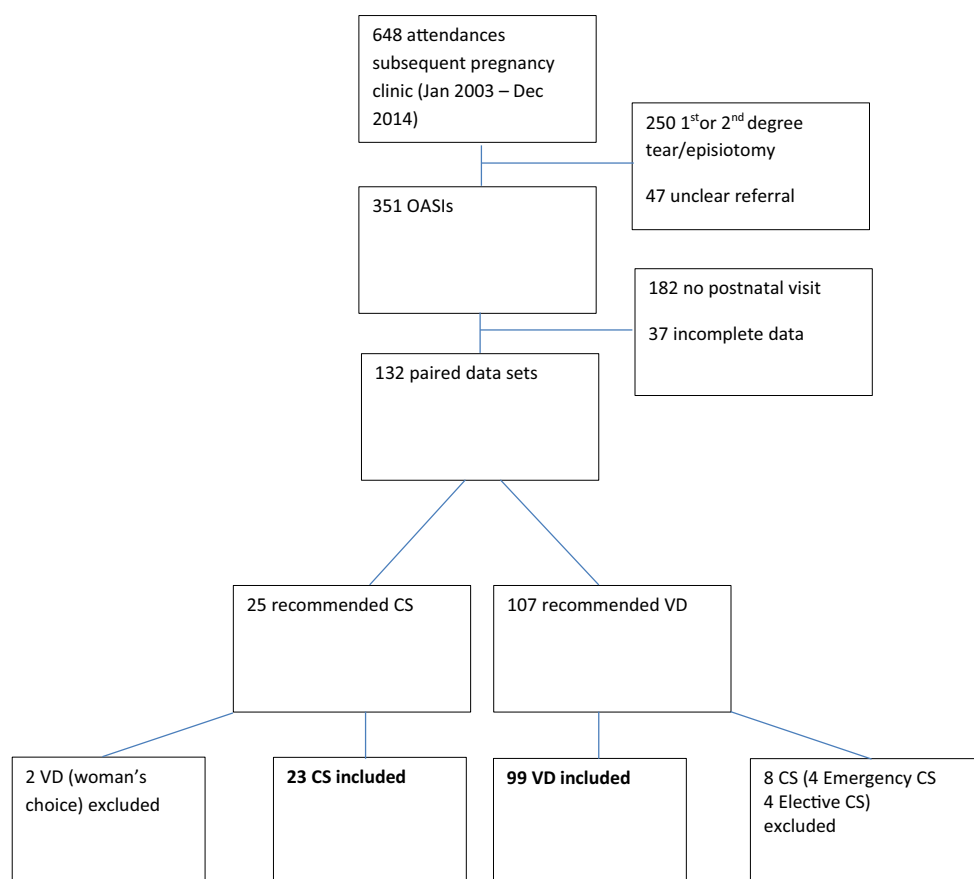 648 attendances
subsequent pregnancy
clinic (Jan 2003 – Dec
2014)
250 1st or 2nd degree
tear/episiotomy
47 unclear referral
351 OASIs
182 no postnatal visit
37 incomplete data
132 paired data sets
25 recommended CS
107 recommended VD
2 VD (woman's
choice) excluded
23 CS included
99 VD included
8 CS (4 Emergency CS
4 Elective CS)
excluded